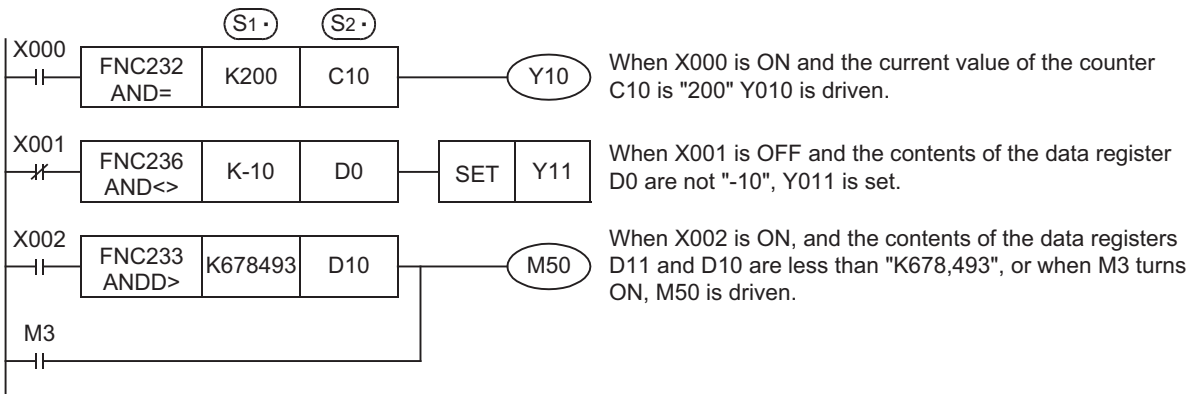 S1· S2·
X000
FNC232 AND= K200 C10 Y10
When X000 is ON and the current value of the counter
C10 is "200" Y010 is driven.
X001
FNC236 AND<> K-10 D0 SET Y11
When X001 is OFF and the contents of the data register
D0 are not "-10", Y011 is set.
X002
FNC233 ANDD> K678493 D10 M50
When X002 is ON, and the contents of the data registers
D11 and D10 are less than "K678,493", or when M3 turns
ON, M50 is driven.
M3